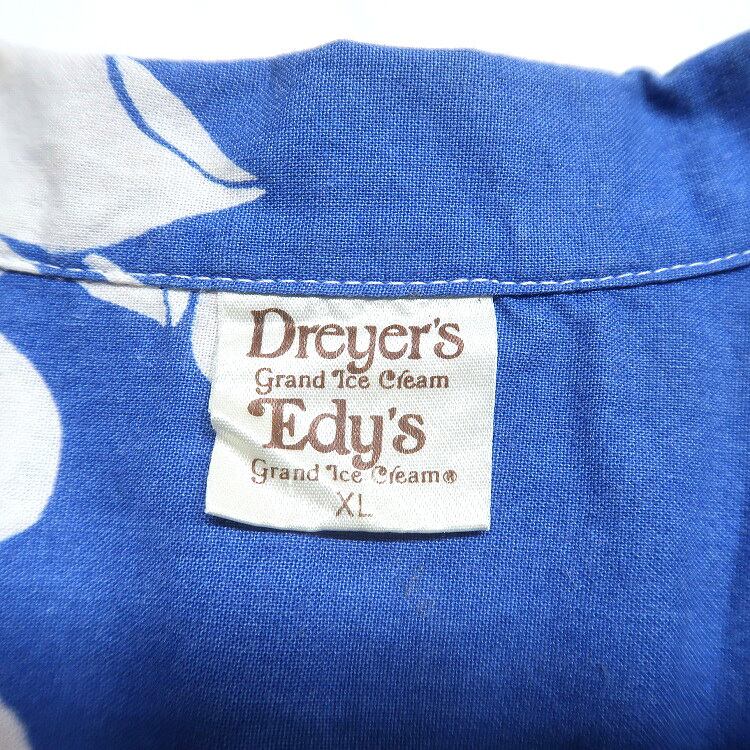 Dreyer's
Grand Ice Cream
Edy's
Grand Ice Cream®
XL